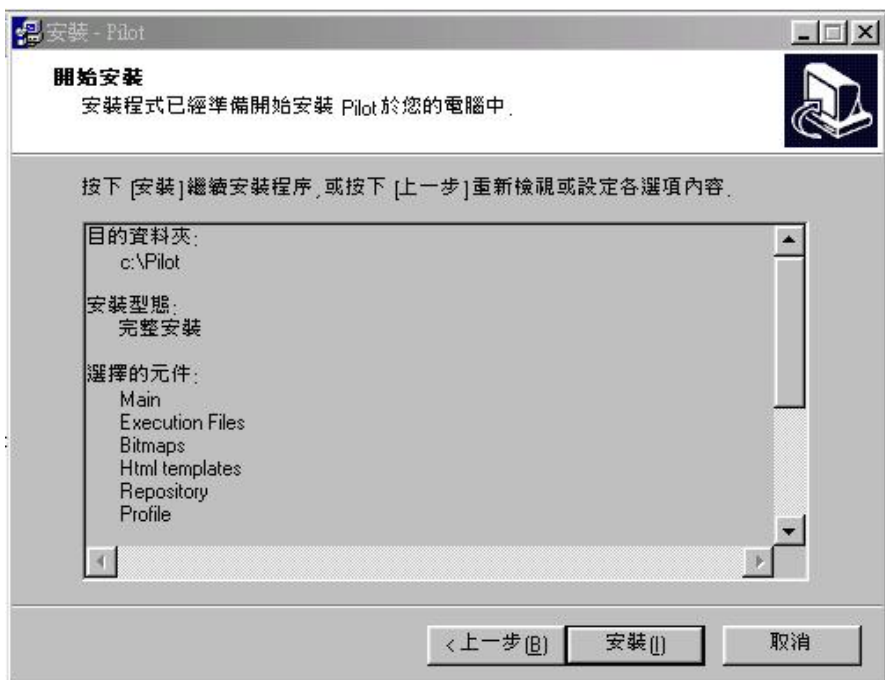 安裝 - Pilot
開始安裝
安裝程式已經準備開始安裝 Pilot 於您的電腦中.
按下 [安裝]繼續安裝程序,或按下 [上一步]重新檢視或設定各選項內容.
目的資料夾:
c:\Pilot
安裝型態:
完整安裝
選擇的元件:
Main
Execution Files
Bitmaps
Html templates
Repository
Profile
<上一步(B) 安裝(I) 取消